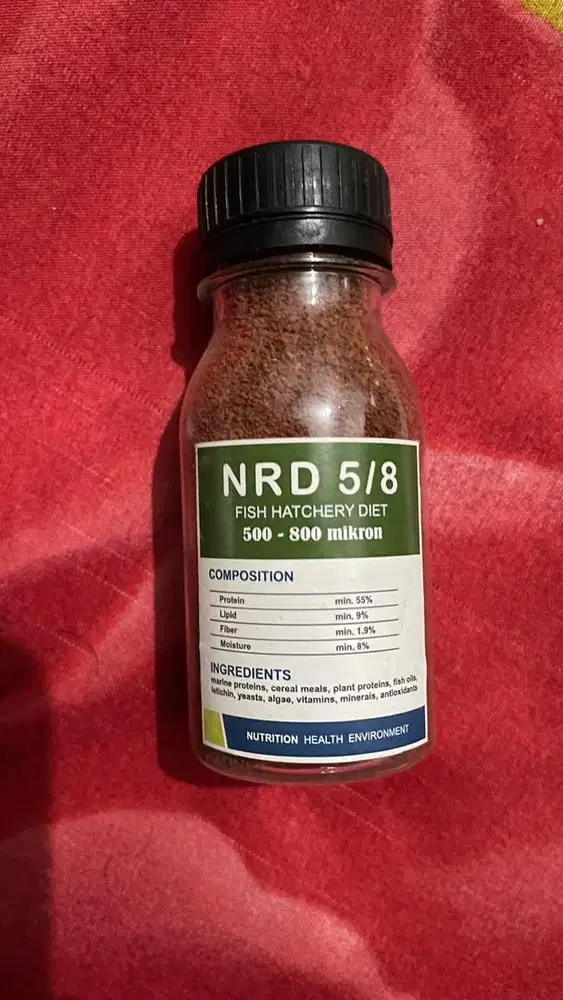 NRD 5/8
FISH HATCHERY DIET
500 - 800 mikron
COMPOSITION
Protein min. 55%
Lipid min. 9%
Fiber min. 1.9%
Moisture min. 8%
INGREDIENTS
marine proteins, cereal meals, plant proteins, fish oils,
letichin, yeasts, algae, vitamins, minerals, antioxidants
NUTRITION HEALTH ENVIRONMENT